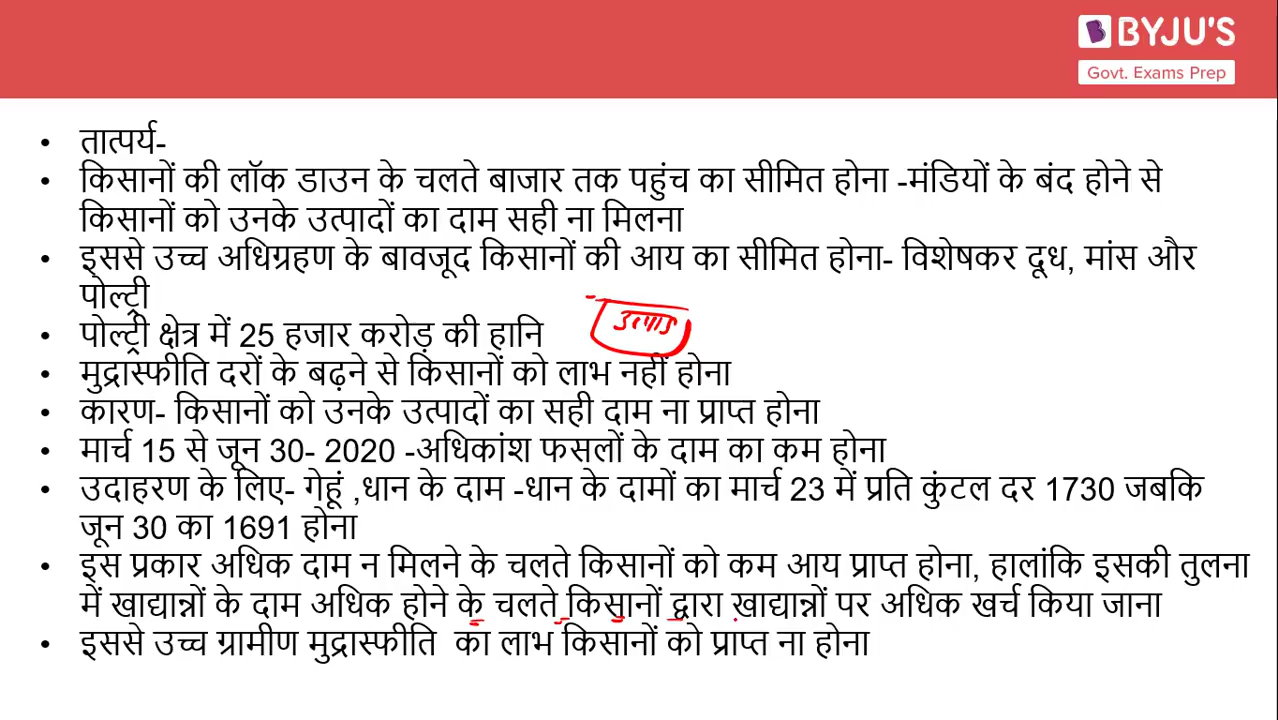 BYJU'S
Govt. Exams Prep
• तात्पर्य-
• किसानों की लॉक डाउन के चलते बाजार तक पहुंच का सीमित होना -मंडियों के बंद होने से
किसानों को उनके उत्पादों का दाम सही ना मिलना
• इससे उच्च अधिग्रहण के बावजूद किसानों की आय का सीमित होना- विशेषकर दूध, मांस और
पोल्ट्री
• पोल्ट्री क्षेत्र में 25 हजार करोड़ की हानि
• मुद्रास्फीति दरों के बढ़ने से किसानों को लाभ नहीं होना
• कारण- किसानों को उनके उत्पादों का सही दाम ना प्राप्त होना
• मार्च 15 से जून 30- 2020 -अधिकांश फसलों के दाम का कम होना
• उदाहरण के लिए- गेहूं ,धान के दाम -धान के दामों का मार्च 23 में प्रति कुंटल दर 1730 जबकि
जून 30 का 1691 होना
• इस प्रकार अधिक दाम न मिलने के चलते किसानों को कम आय प्राप्त होना, हालांकि इसकी तुलना
में खाद्यान्नों के दाम अधिक होने के चलते किसानों द्वारा खाद्यान्नों पर अधिक खर्च किया जाना
• इससे उच्च ग्रामीण मुद्रास्फीति का लाभ किसानों को प्राप्त ना होना